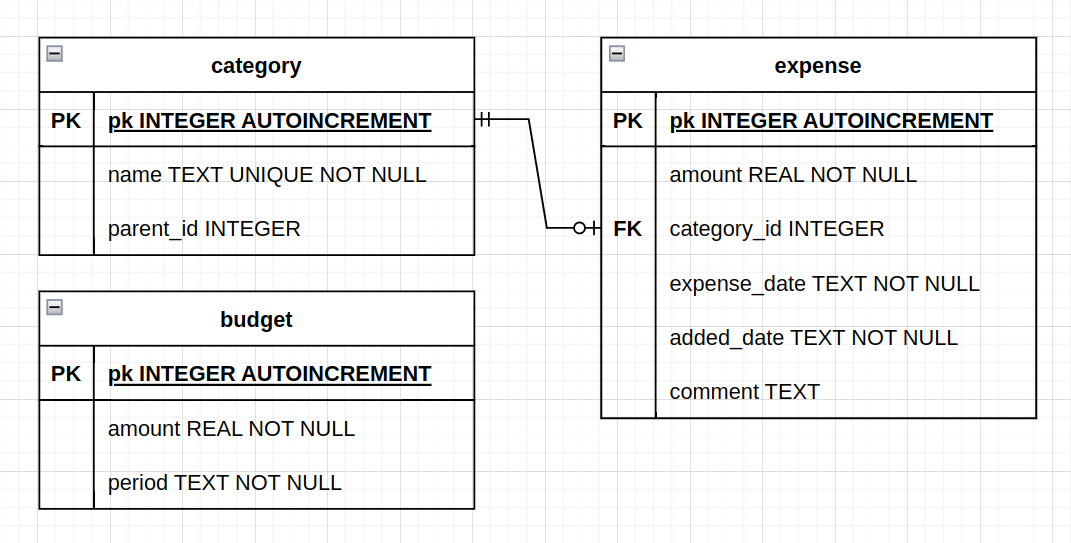 category
PK pk INTEGER AUTOINCREMENT
name TEXT UNIQUE NOT NULL
parent_id INTEGER
budget
PK pk INTEGER AUTOINCREMENT
amount REAL NOT NULL
period TEXT NOT NULL
expense
PK pk INTEGER AUTOINCREMENT
amount REAL NOT NULL
FK category_id INTEGER
expense_date TEXT NOT NULL
added_date TEXT NOT NULL
comment TEXT